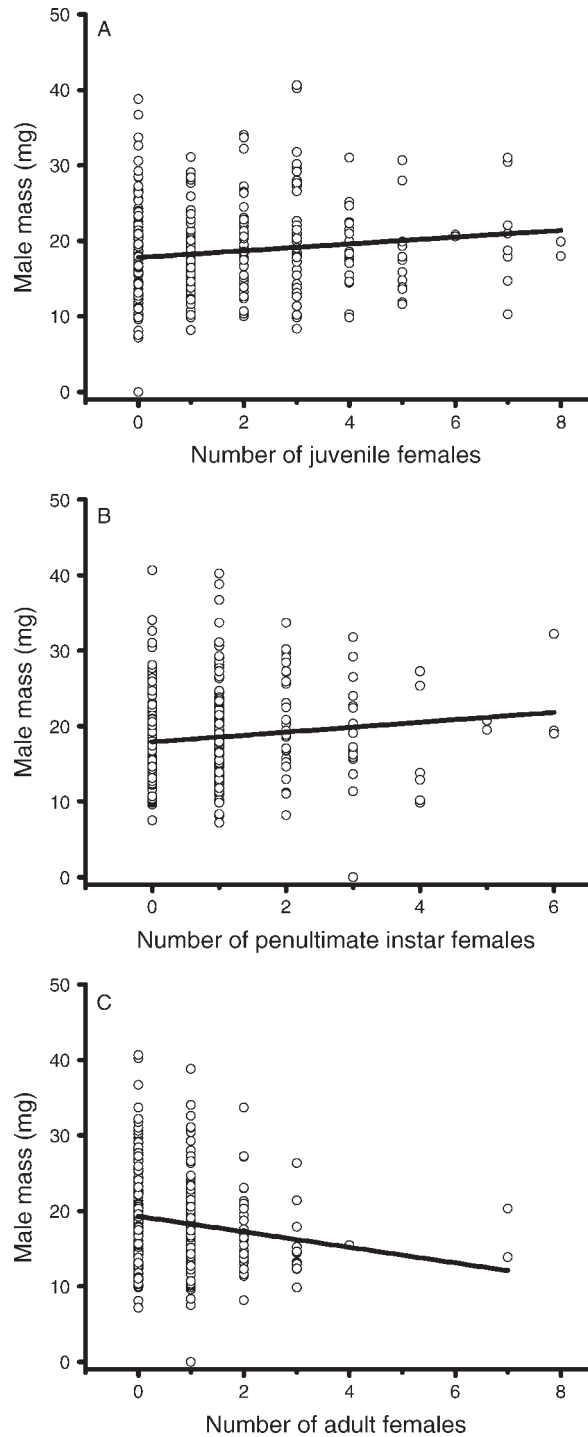 A
50
40
30
20
10
0
Male mass (mg)
0 2 4 6 8
Number of juvenile females
B
50
40
30
20
10
0
Male mass (mg)
0 2 4 6
Number of penultimate instar females
C
50
40
30
20
10
0
Male mass (mg)
0 2 4 6 8
Number of adult females